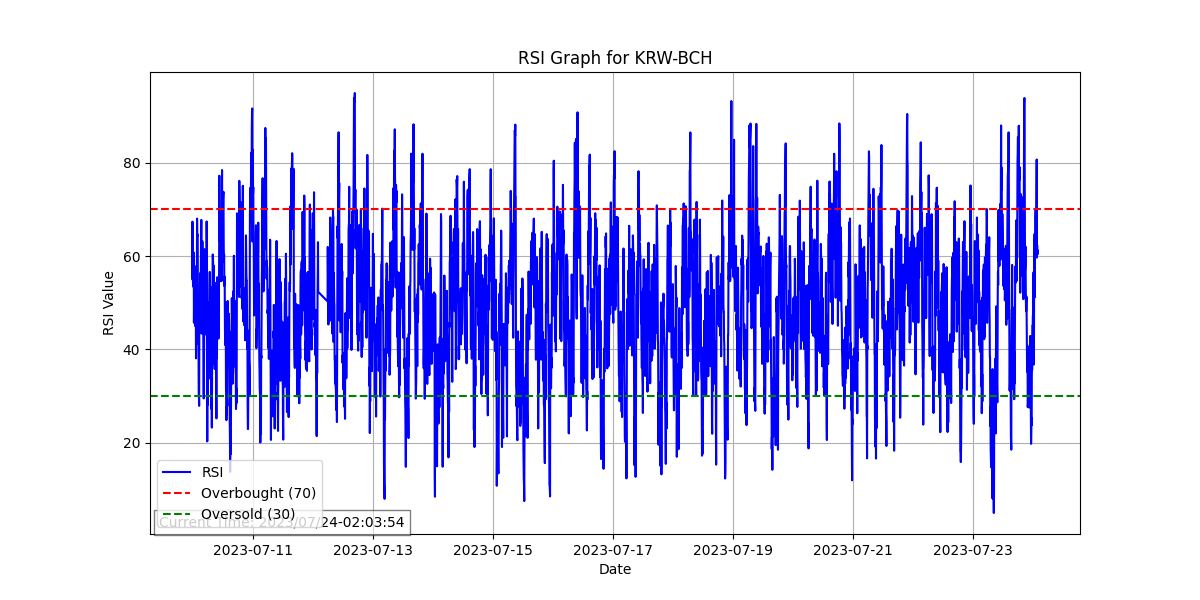 RSI Graph for KRW-BCH
RSI Value
80
60
40
20
RSI
Overbought (70)
Oversold (30)
Current Time: 2023/07/24-02:03:54
2023-07-11
2023-07-13
2023-07-15
2023-07-17
2023-07-19
2023-07-21
2023-07-23
Date